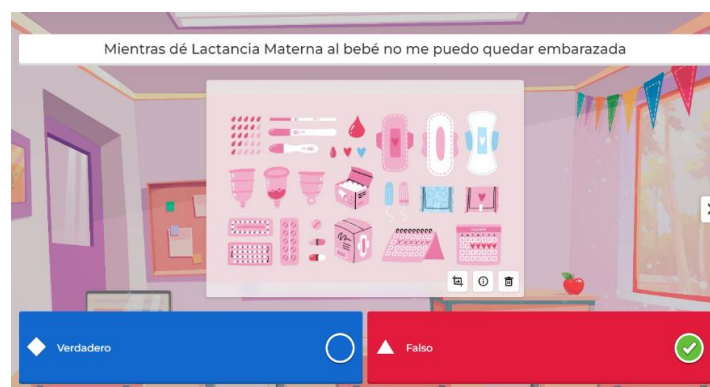 Mientras dé Lactancia Materna al bebé no me puedo quedar embarazada
Verdadero
Falso